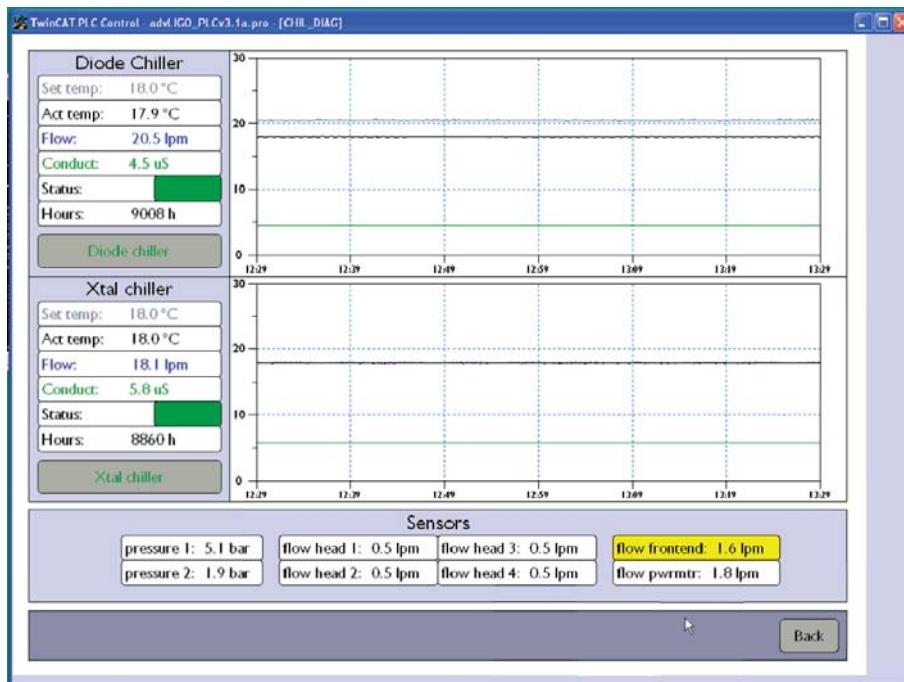 TwinCAT PLC Control - advLIGO_PLCv3.1a.pro - [CHIL_DIAG]
Diode Chiller
Set temp: 18.0 °C
Act temp: 17.9 °C
Flow: 20.5 lpm
Conduct: 4.5 uS
Status:
Hours: 9008 h
Diode chiller
30
20
10
0
12:29 12:39 12:49 12:59 13:09 13:19 13:29
Xtal chiller
Set temp: 18.0 °C
Act temp: 18.0 °C
Flow: 18.1 lpm
Conduct: 5.8 uS
Status:
Hours: 8860 h
Xtal chiller
30
20
10
0
12:29 12:39 12:49 12:59 13:09 13:19 13:29
Sensors
pressure 1: 5.1 bar flow head 1: 0.5 lpm flow head 3: 0.5 lpm flow frontend: 1.6 lpm
pressure 2: 1.9 bar flow head 2: 0.5 lpm flow head 4: 0.5 lpm flow pwrmtr: 1.8 lpm
Back